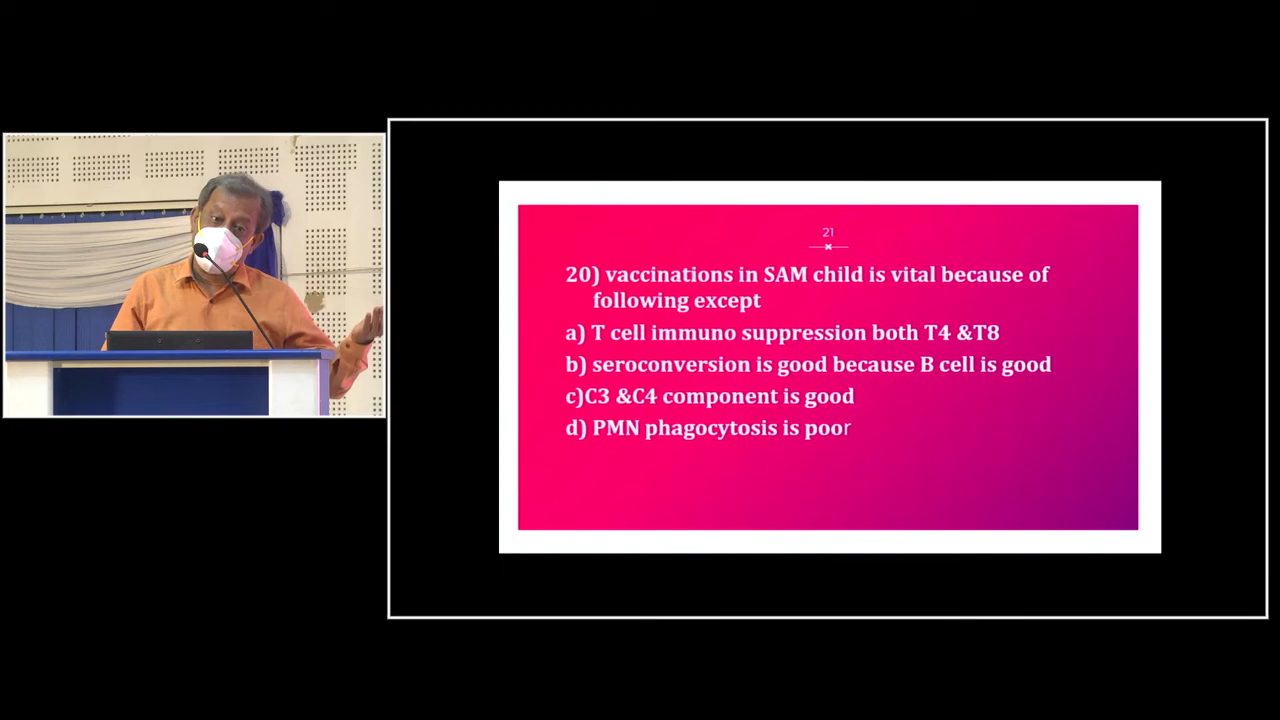 21
20) vaccinations in SAM child is vital because of
following except
a) T cell immuno suppression both T4 &T8
b) seroconversion is good because B cell is good
c)C3 &C4 component is good
d) PMN phagocytosis is poor